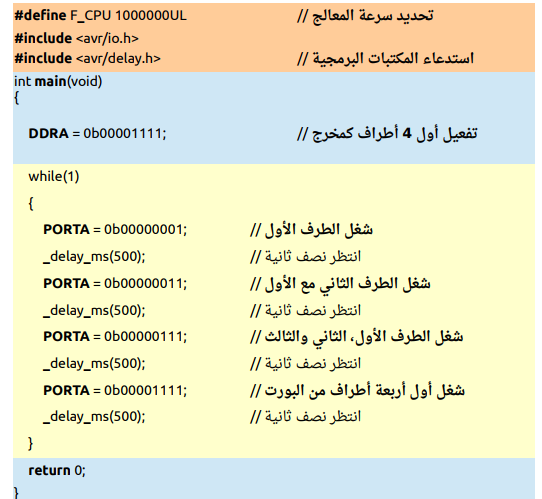 #define F_CPU 1000000UL // تحديد سرعة المعالج
#include <avr/io.h>
#include <avr/delay.h> // استدعاء المكتبات البرمجية
int main(void)
{
DDRA = 0b00001111; // تفعيل أول 4 أطراف كمخرج
while(1)
{
PORTA = 0b00000001; // شغل الطرف الأول
_delay_ms(500); // انتظر نصف ثانية
PORTA = 0b00000011; // شغل الطرف الثاني مع الأول
_delay_ms(500); // انتظر نصف ثانية
PORTA = 0b00000111; // شغل الطرف الأول، الثاني والثالث
_delay_ms(500); // انتظر نصف ثانية
PORTA = 0b00001111; // شغل أول أربعة أطراف من البورت
_delay_ms(500); // انتظر نصف ثانية
}
return 0;
}